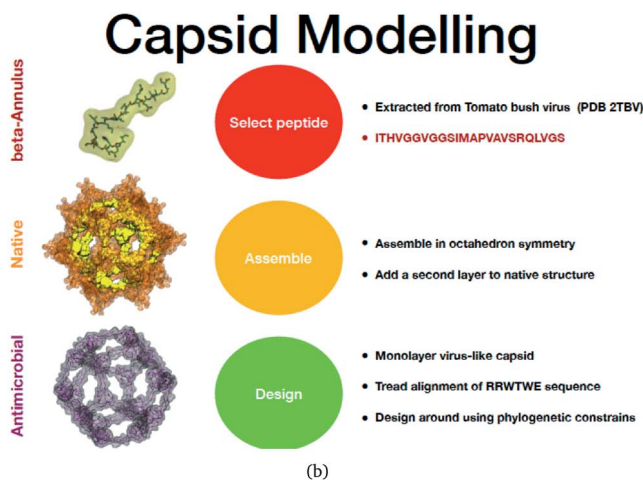 Capsid Modelling
beta-Annulus
Select peptide
• Extracted from Tomato bush virus (PDB 2TBV)
• ITHVGGVGGSIMAPVAVSRQLVGS
Native
Assemble
• Assemble in octahedron symmetry
• Add a second layer to native structure
Antimicrobial
Design
• Monolayer virus-like capsid
• Tread alignment of RRWTWE sequence
• Design around using phylogenetic constrains
(b)